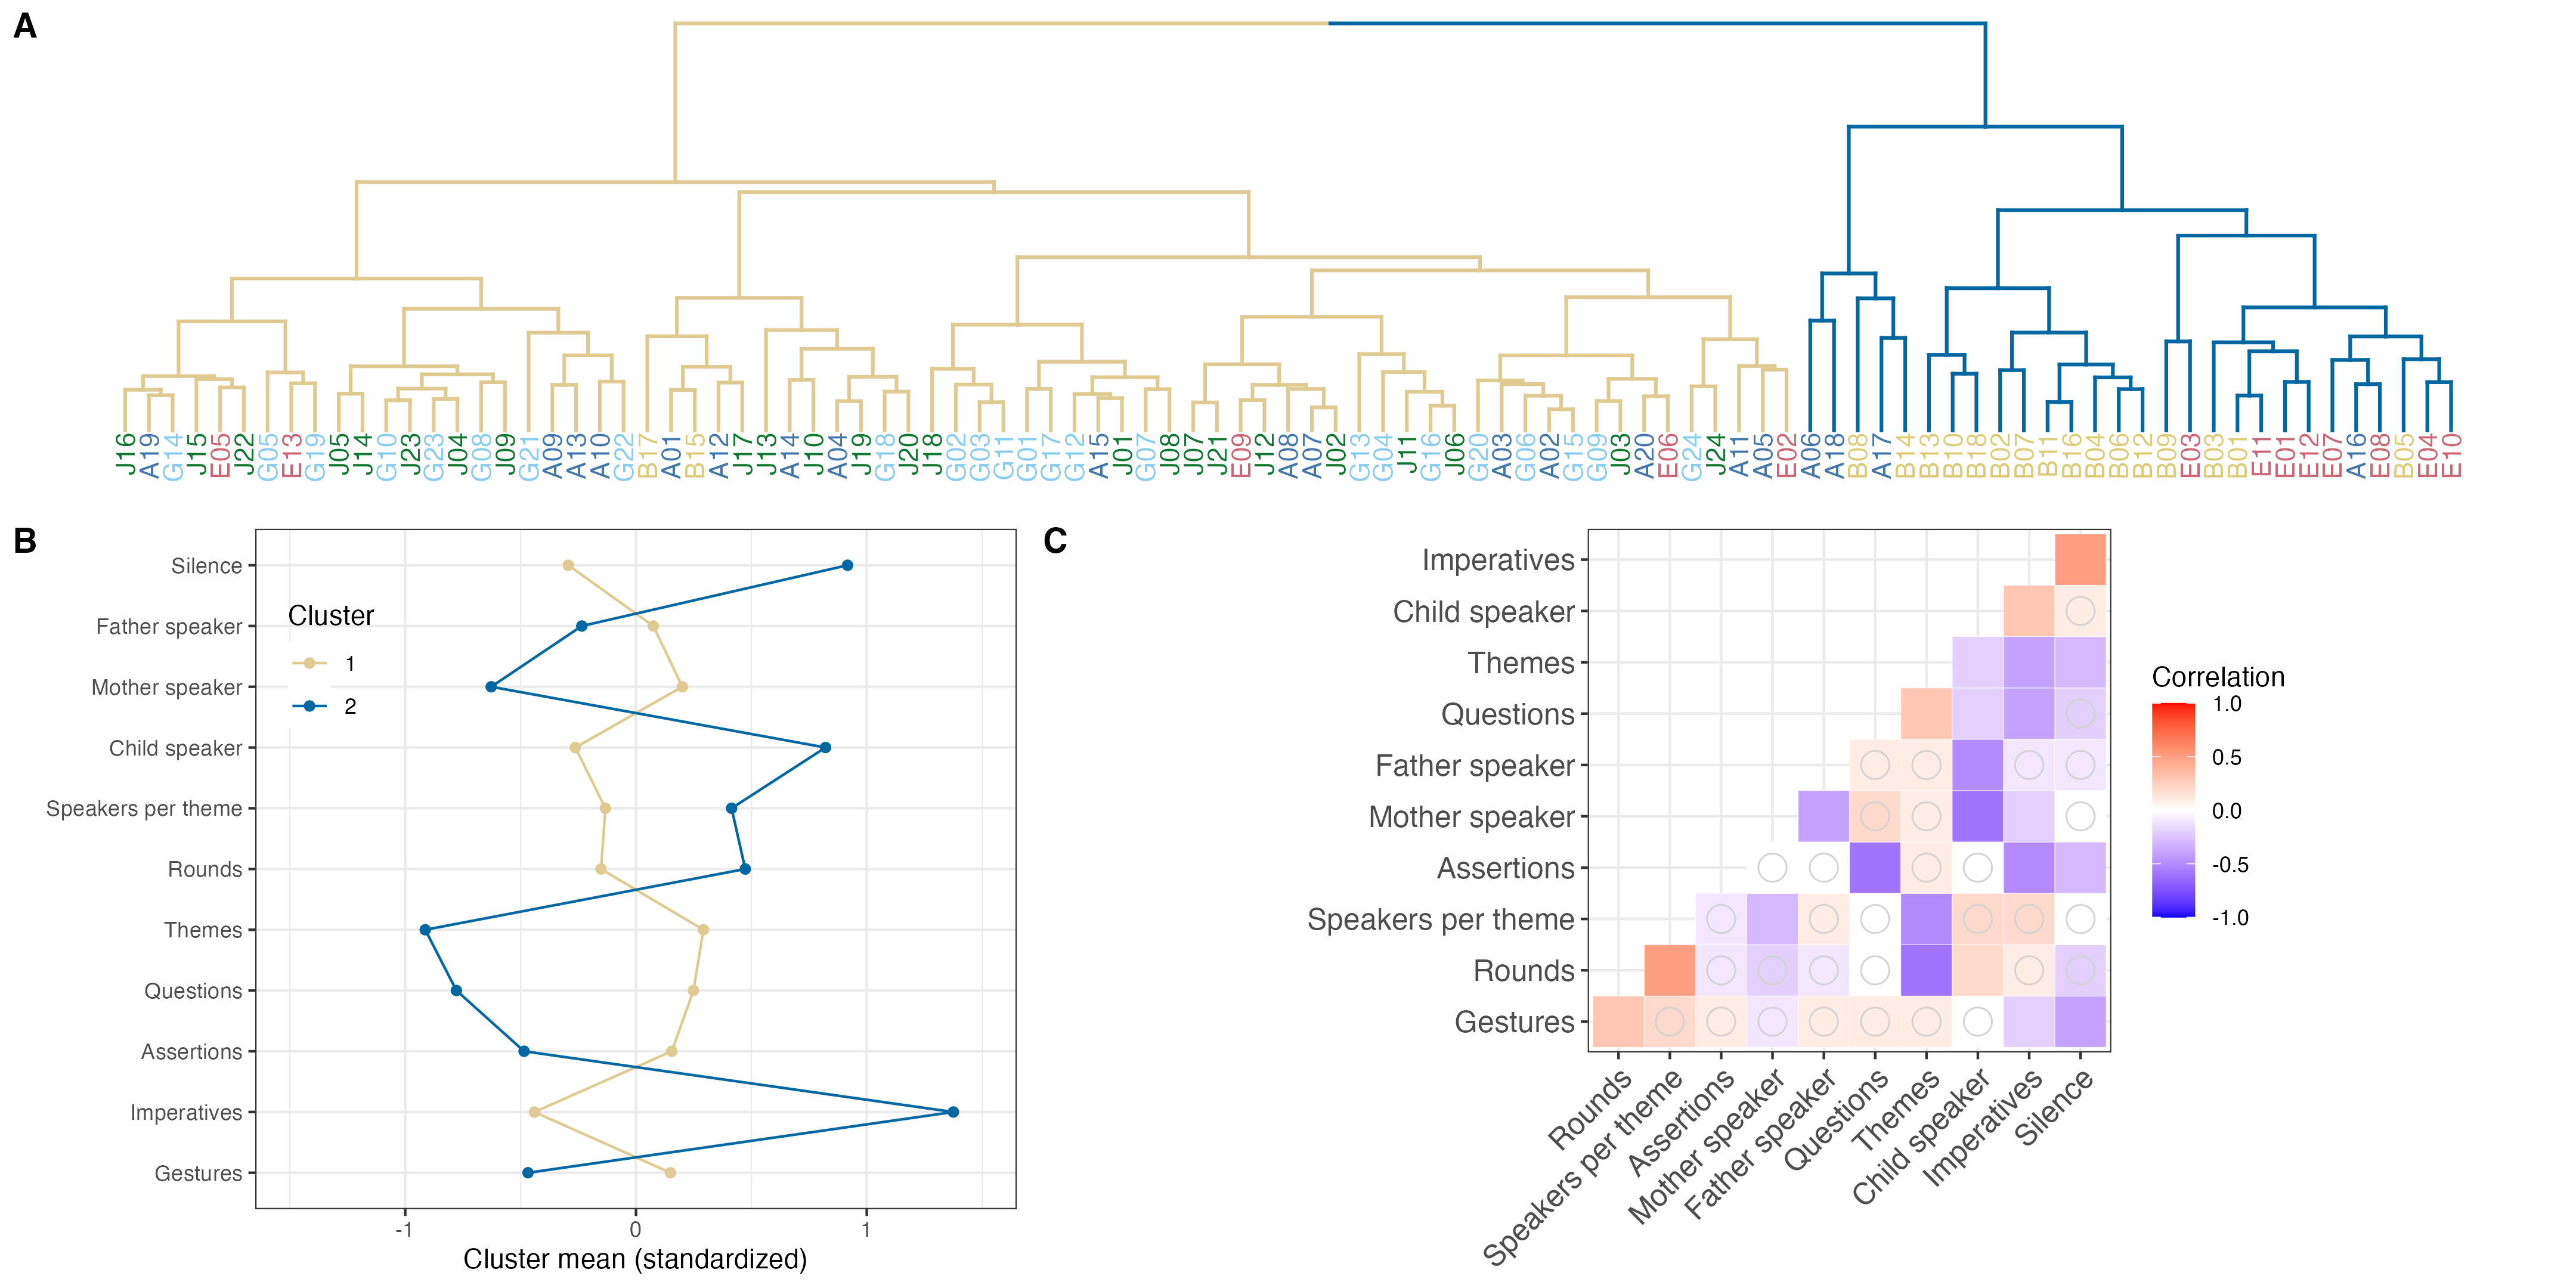 A
J16 A19 G14 J15 E05 J22 G05 E13 G19 J05 J14 G10 J23 G23 J04 G08 J09 G21 A09 A13 A10 G22 B17 A01 B15 A12 J17 J13 A14 J10 A04 J19 G18 J20 J18 G02 G03 G11 G01 G17 G12 A15 J01 G07 J08 J07 J21 E09 J12 A08 A07 J02 G13 G04 J11 G16 J06 G20 A03 G06 A02 G15 G09 J03 A20 E06 G24 J24 A11 A05 E02 A06 A18 B08 A17 B14 B13 B10 B18 B02 B07 B11 B16 B04 B06 B12 B09 E03 B03 B01 E11 E01 E12 E07 A16 E08 B05 E04 E10
B
Silence
Father speaker
Mother speaker
Child speaker
Speakers per theme
Rounds
Themes
Questions
Assertions
Imperatives
Gestures
Cluster
1
2
-1 0 1
Cluster mean (standardized)
C
Imperatives
Child speaker
Themes
Questions
Father speaker
Mother speaker
Assertions
Speakers per theme
Rounds
Gestures
Rounds
Speakers per theme
Assertions
Mother speaker
Father speaker
Questions
Themes
Child speaker
Imperatives
Silence
Correlation
1.0
0.5
0.0
-0.5
-1.0